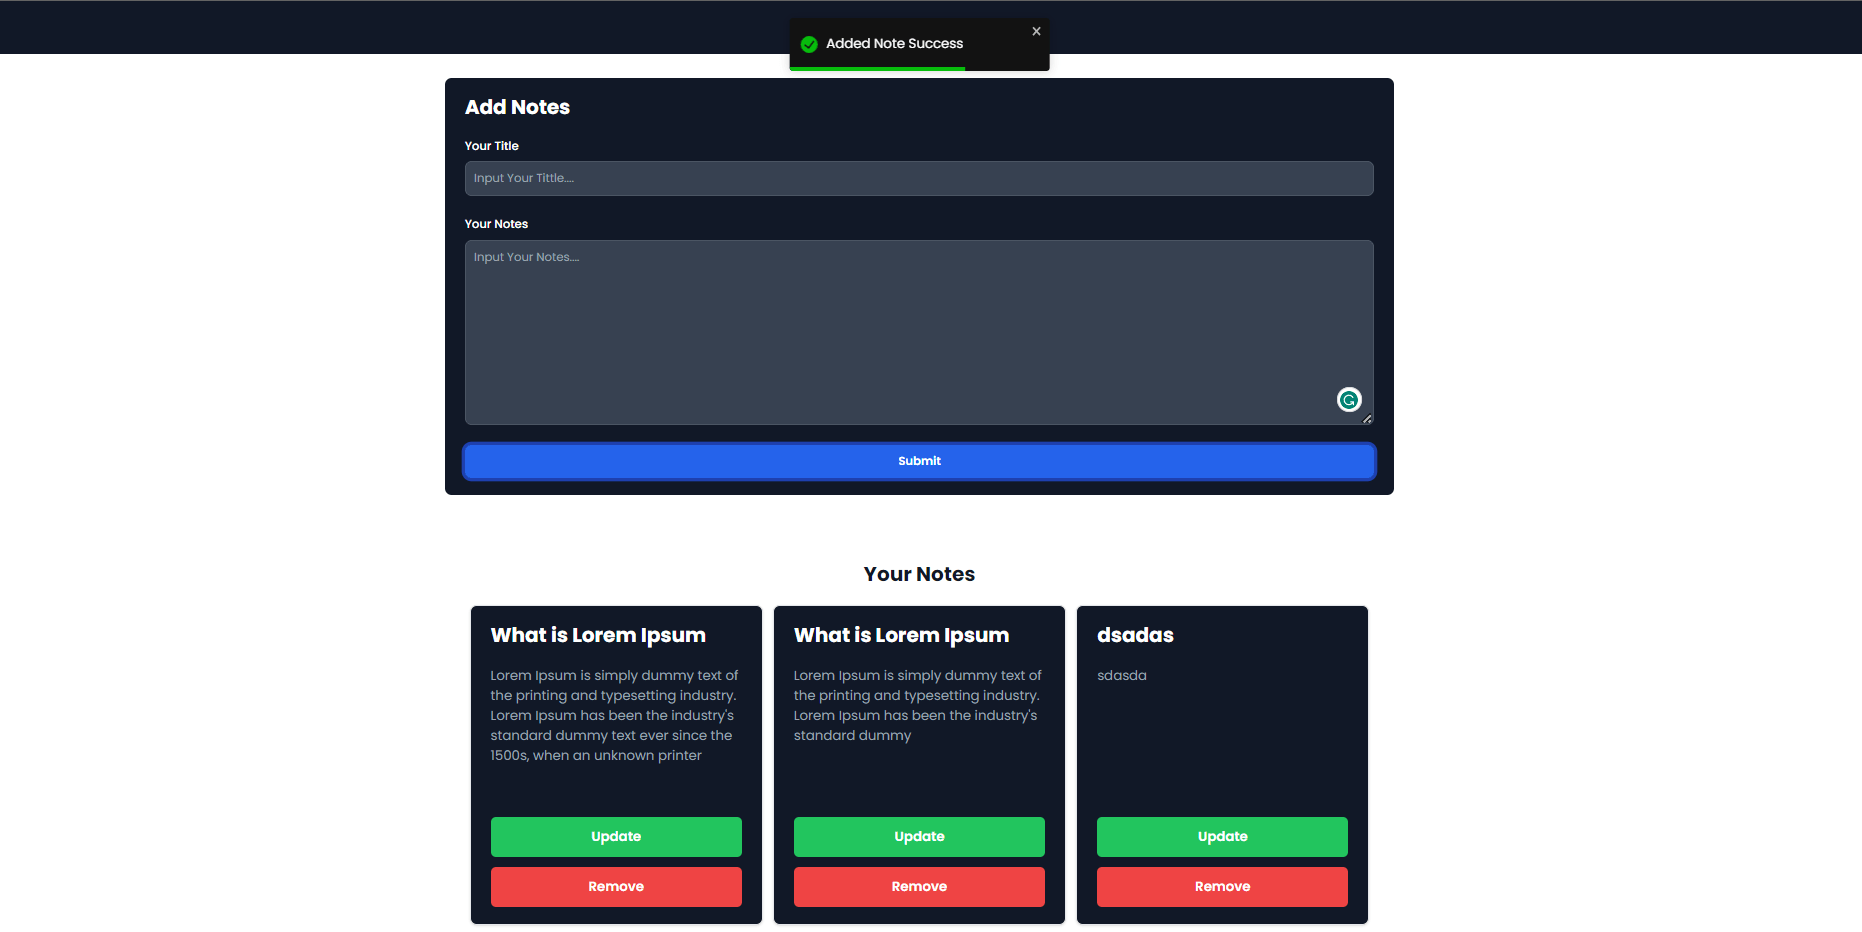 Added Note Success
Add Notes
Your Title
Input Your Tittle....
Your Notes
Input Your Notes....
Submit
Your Notes
What is Lorem Ipsum
Lorem Ipsum is simply dummy text of
the printing and typesetting industry.
Lorem Ipsum has been the industry's
standard dummy text ever since the
1500s, when an unknown printer
Update
Remove
What is Lorem Ipsum
Lorem Ipsum is simply dummy text of
the printing and typesetting industry.
Lorem Ipsum has been the industry's
standard dummy
Update
Remove
dsadas
sdasda
Update
Remove